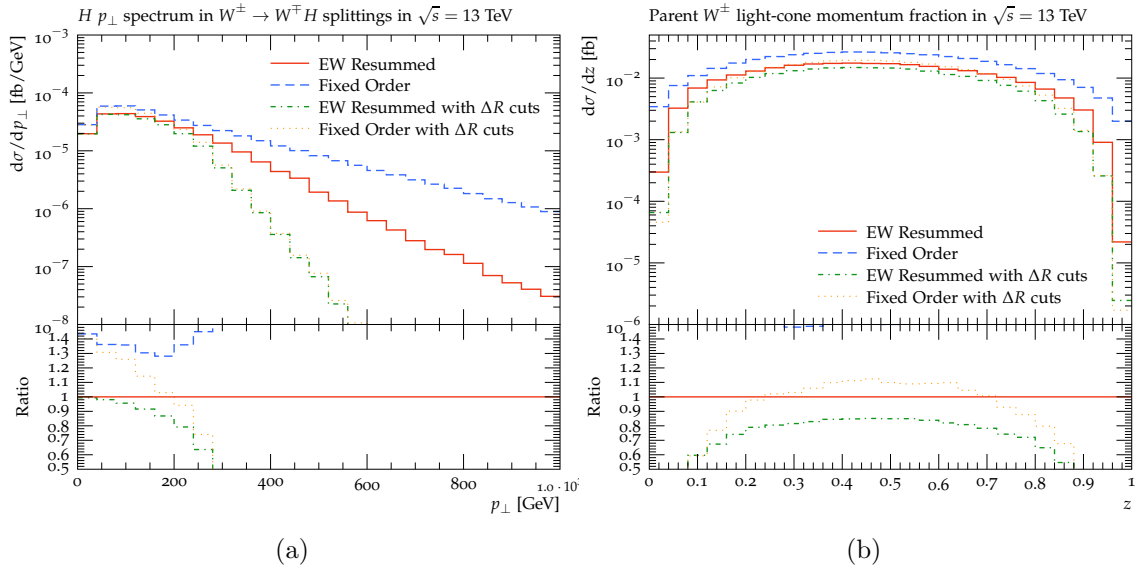 H p⊥ spectrum in W± → W∓H splittings in √s = 13 TeV
dσ/dp⊥ [fb/GeV]
10−3
10−4
10−5
10−6
10−7
10−8
EW Resummed
Fixed Order
EW Resummed with ΔR cuts
Fixed Order with ΔR cuts
Ratio
1.4
1.3
1.2
1.1
1
0.9
0.8
0.7
0.6
0.5
0 200 400 600 800
p⊥ [GeV]
(a)
Parent W± light-cone momentum fraction in √s = 13 TeV
dσ/dz [fb]
10−2
10−3
10−4
10−5
10−6
EW Resummed
Fixed Order
EW Resummed with ΔR cuts
Fixed Order with ΔR cuts
Ratio
1.4
1.3
1.2
1.1
1
0.9
0.8
0.7
0.6
0.5
0 0.1 0.2 0.3 0.4 0.5 0.6 0.7 0.8 0.9 1
z
(b)